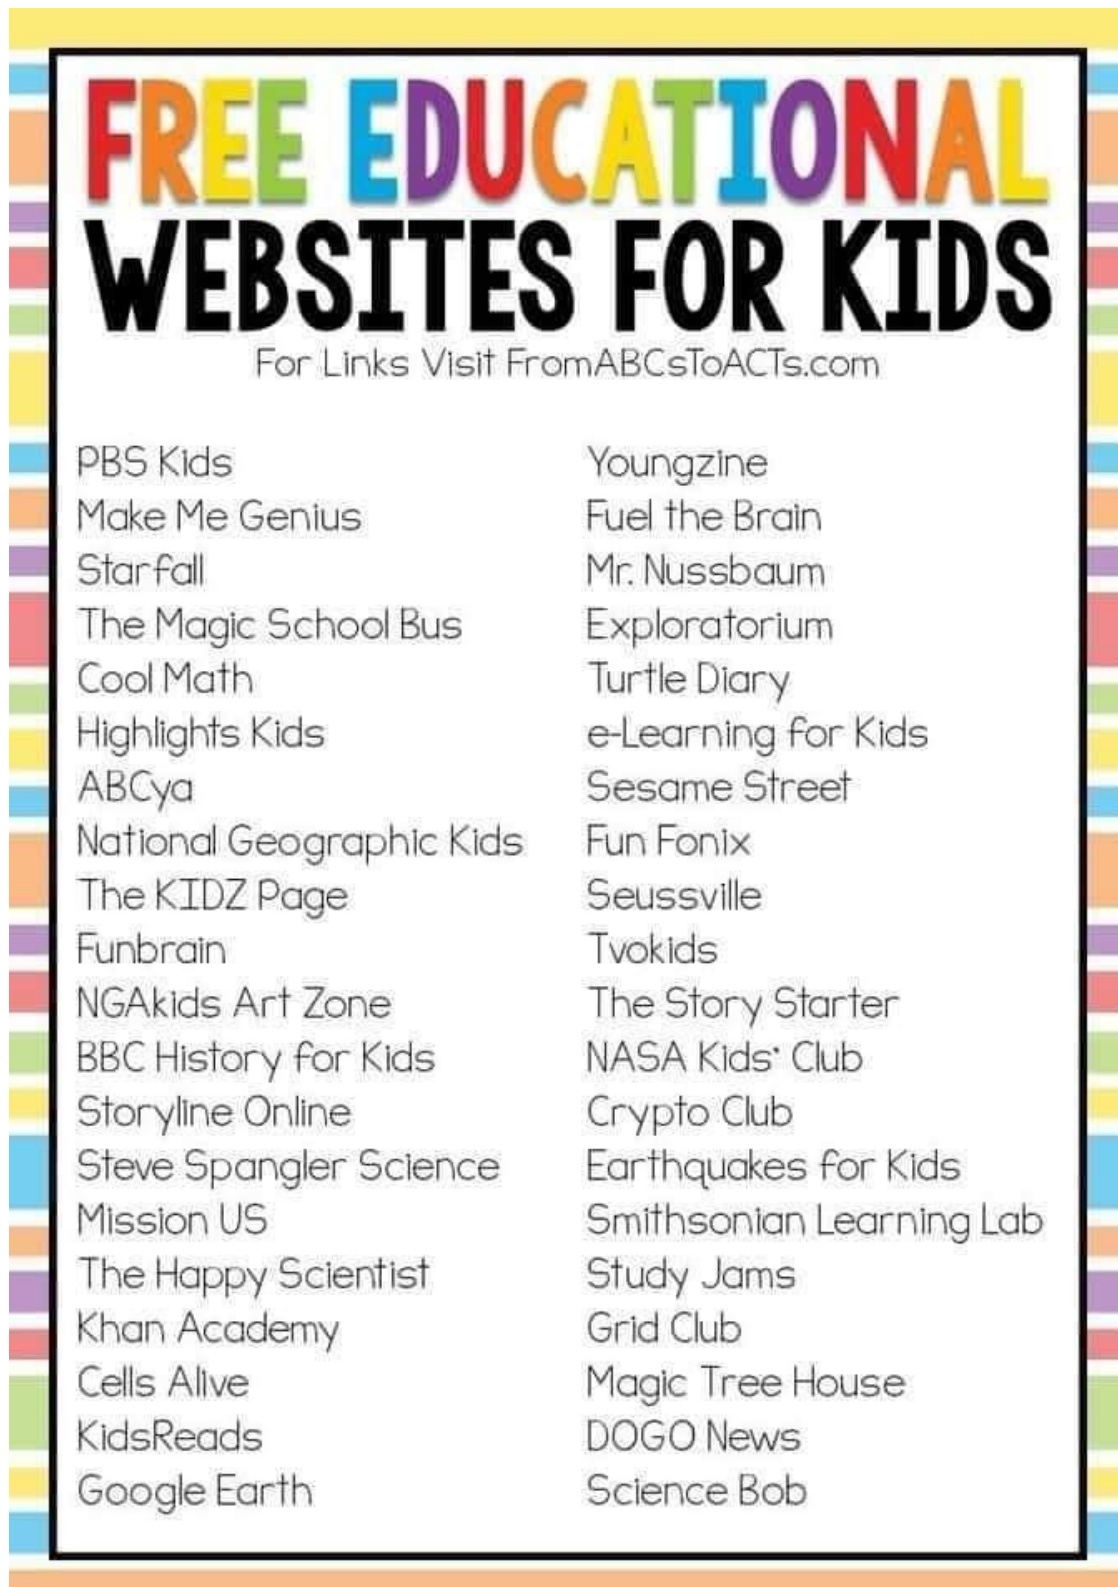 FREE EDUCATIONAL
WEBSITES FOR KIDS
For Links Visit FromABCsToACTs.com
PBS Kids
Make Me Genius
Starfall
The Magic School Bus
Cool Math
Highlights Kids
ABCya
National Geographic Kids
The KIDZ Page
Funbrain
NGAkids Art Zone
BBC History for Kids
Storyline Online
Steve Spangler Science
Mission US
The Happy Scientist
Khan Academy
Cells Alive
KidsReads
Google Earth
Youngzine
Fuel the Brain
Mr. Nussbaum
Exploratorium
Turtle Diary
e-Learning for Kids
Sesame Street
Fun Fonix
Seussville
Tvokids
The Story Starter
NASA Kids' Club
Crypto Club
Earthquakes for Kids
Smithsonian Learning Lab
Study Jams
Grid Club
Magic Tree House
DOGO News
Science Bob